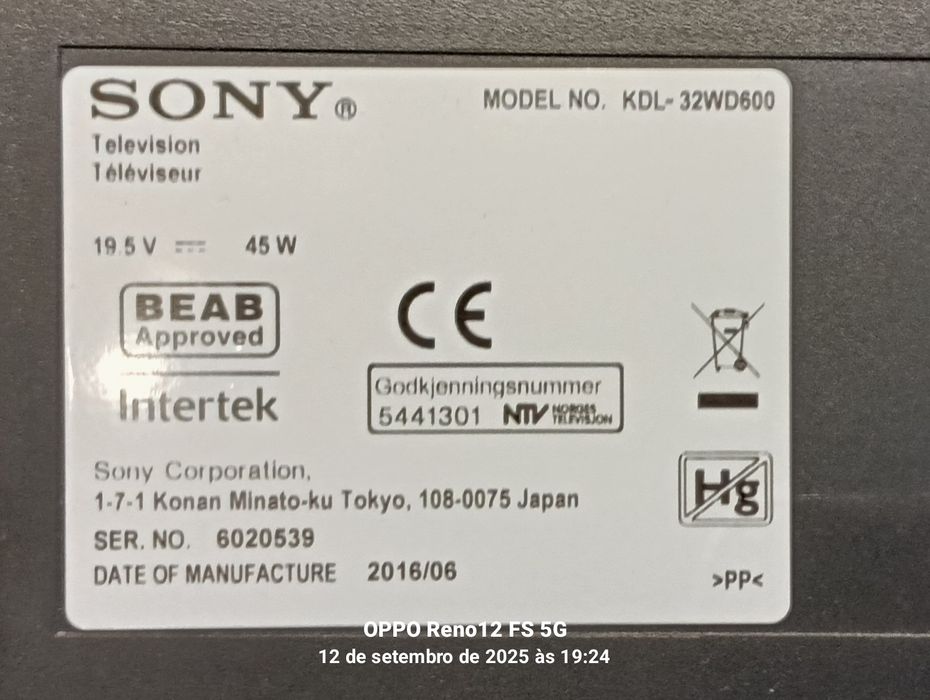 SONY®
MODEL NO. KDL-32WD600
Television
Téléviseur
19.5 V ⎓ 45 W
BEAB
Approved
Intertek
CE
Godkjenningsnummer
5441301 NTV NORGES
TELEVISJON
Hg
Sony Corporation,
1-7-1 Konan Minato-ku Tokyo, 108-0075 Japan
SER. NO. 6020539
DATE OF MANUFACTURE 2016/06
>PP<
OPPO Reno12 FS 5G
12 de setembro de 2025 às 19:24